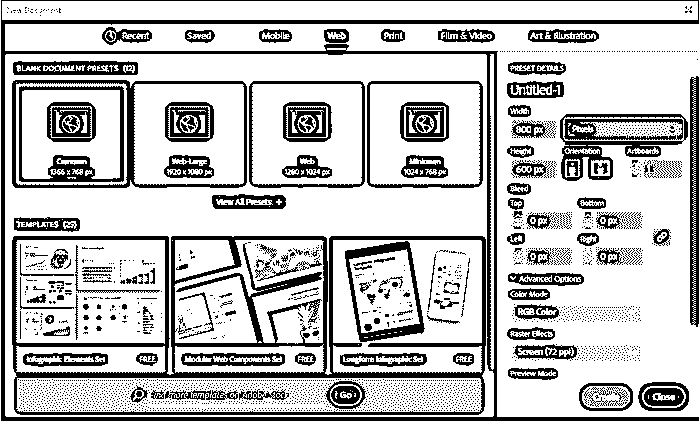 New Document
Recent
Saved
Mobile
Web
Print
Film & Video
Art & Illustration
BLANK DOCUMENT PRESETS (12)
Common
1366 x 768 px
Web-Large
1920 x 1080 px
Web
1280 x 1024 px
Minimum
1024 x 768 px
View All Presets +
TEMPLATES (25)
Infographic Elements Set
FREE
Modular Web Components Set
FREE
Longform Infographic Set
FREE
Find more templates on Adobe Stock
Go
PRESET DETAILS
Untitled-1
Width
800 px
Pixels
Height
Orientation
Artboards
600 px
Bleed
Top
Bottom
0 px
0 px
Left
Right
0 px
0 px
Advanced Options
Color Mode
RGB Color
Raster Effects
Screen (72 ppi)
Preview Mode
Close